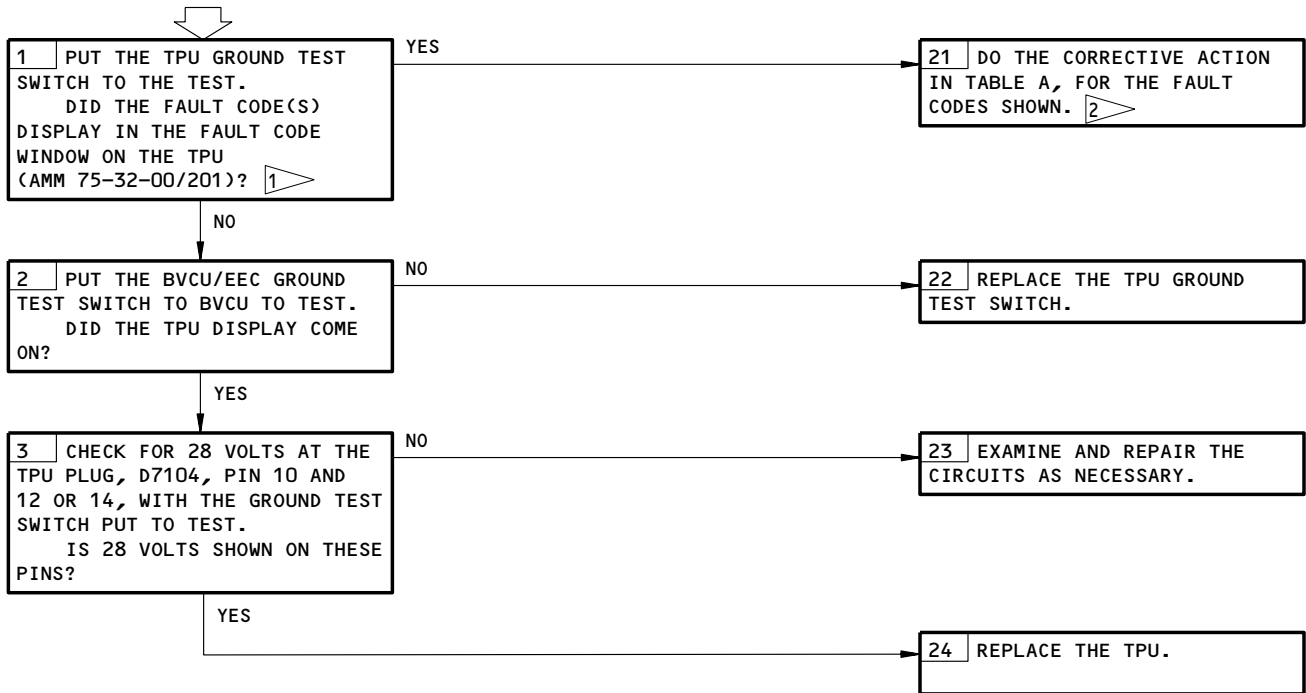 1 PUT THE TPU GROUND TEST
SWITCH TO THE TEST.
DID THE FAULT CODE(S)
DISPLAY IN THE FAULT CODE
WINDOW ON THE TPU
(AMM 75-32-00/201)? 1
YES
21 DO THE CORRECTIVE ACTION
IN TABLE A, FOR THE FAULT
CODES SHOWN. 2
NO
2 PUT THE BVCU/EEC GROUND
TEST SWITCH TO BVCU TO TEST.
DID THE TPU DISPLAY COME
ON?
NO
22 REPLACE THE TPU GROUND
TEST SWITCH.
YES
3 CHECK FOR 28 VOLTS AT THE
TPU PLUG, D7104, PIN 10 AND
12 OR 14, WITH THE GROUND TEST
SWITCH PUT TO TEST.
IS 28 VOLTS SHOWN ON THESE
PINS?
NO
23 EXAMINE AND REPAIR THE
CIRCUITS AS NECESSARY.
YES
24 REPLACE THE TPU.